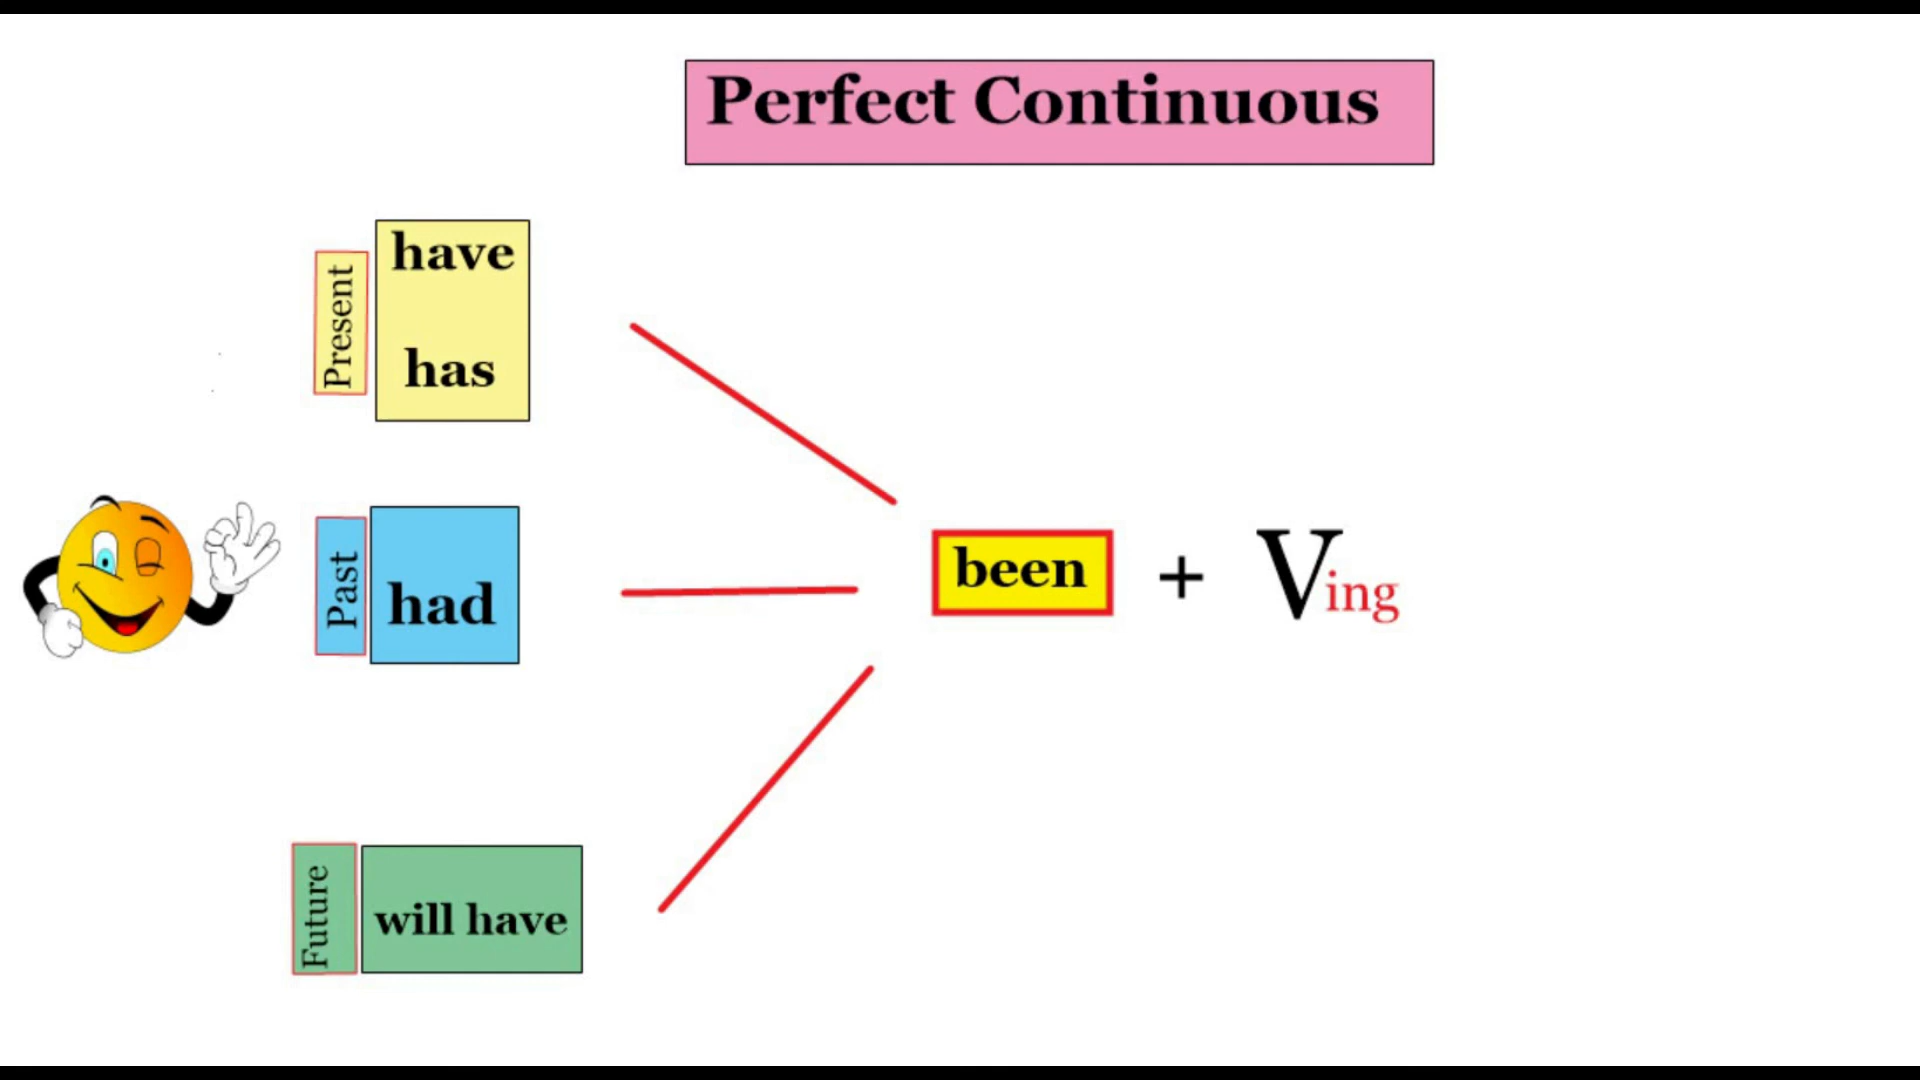 Perfect Continuous
Present
have
has
Past
had
been + Ving
Future
will have